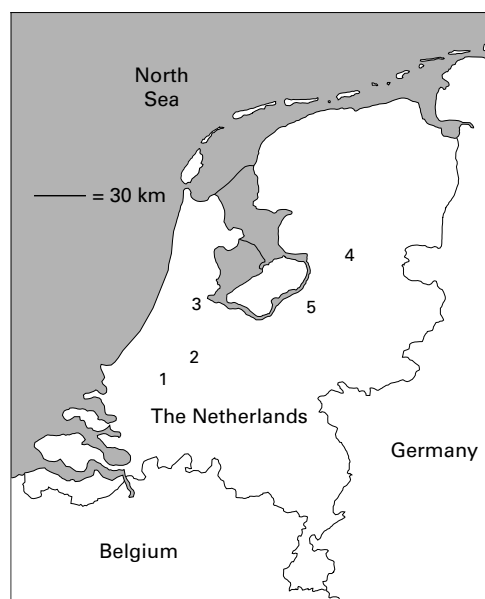 North
Sea
= 30 km
4
3
5
2
1
The Netherlands
Germany
Belgium